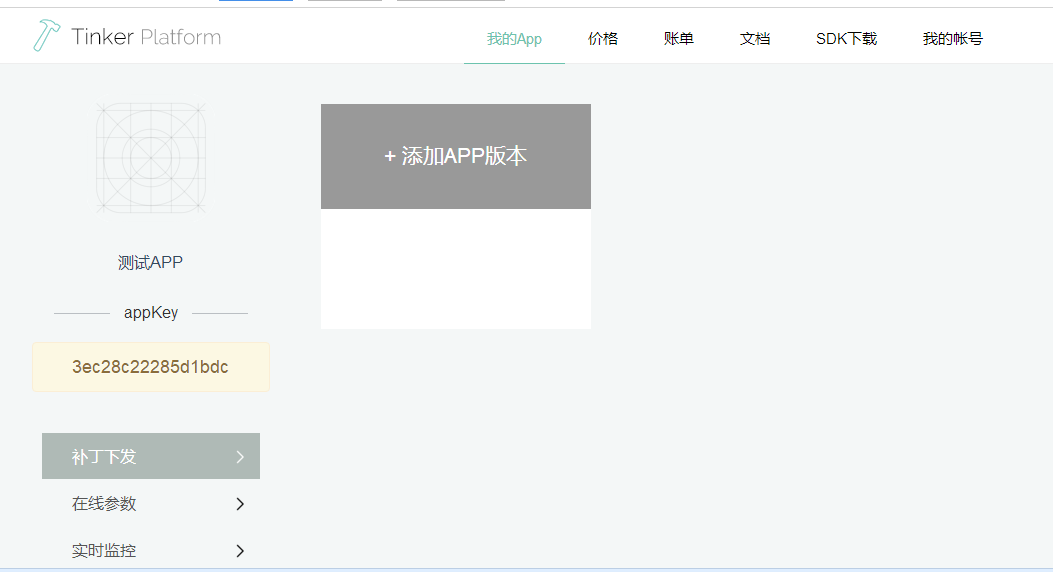 Tinker Platform
我的App 价格 账单 文档 SDK下载 我的帐号
+ 添加APP版本
测试APP
appKey
3ec28c22285d1bdc
补丁下发
在线参数
实时监控